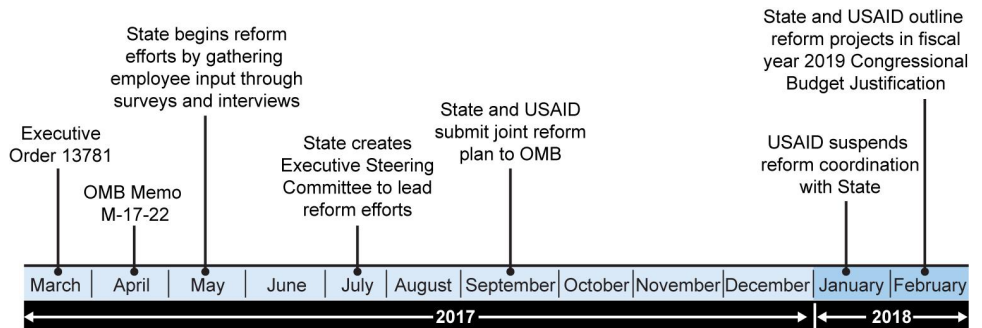 State begins reform
efforts by gathering
employee input through
surveys and interviews
State and USAID outline
reform projects in fiscal
year 2019 Congressional
Budget Justification
Executive
Order 13781
OMB Memo
M-17-22
State creates
Executive Steering
Committee to lead
reform efforts
State and USAID
submit joint reform
plan to OMB
USAID suspends
reform coordination
with State
March April May June July August September October November December January February
2017 2018